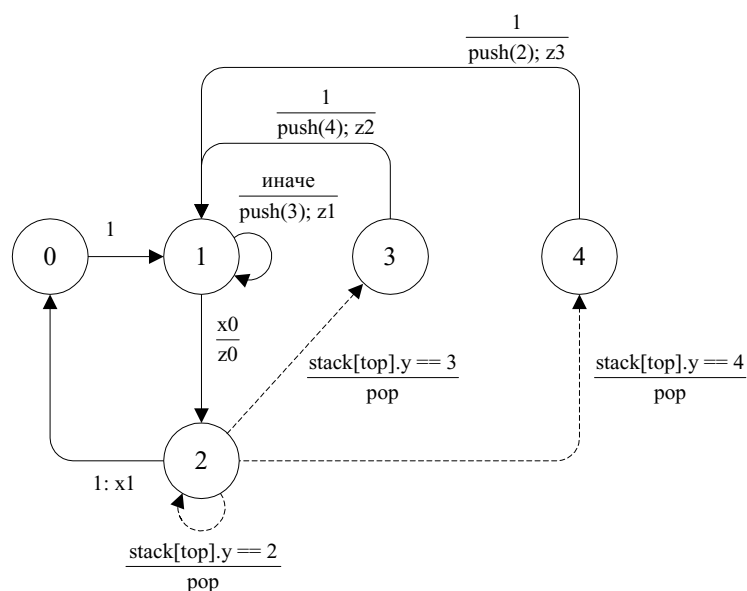 1
push(2); z3
1
push(4); z2
иначе
push(3); z1
1
0
1
3
4
x0
z0
stack[top].y == 3
pop
stack[top].y == 4
pop
2
1: x1
stack[top].y == 2
pop